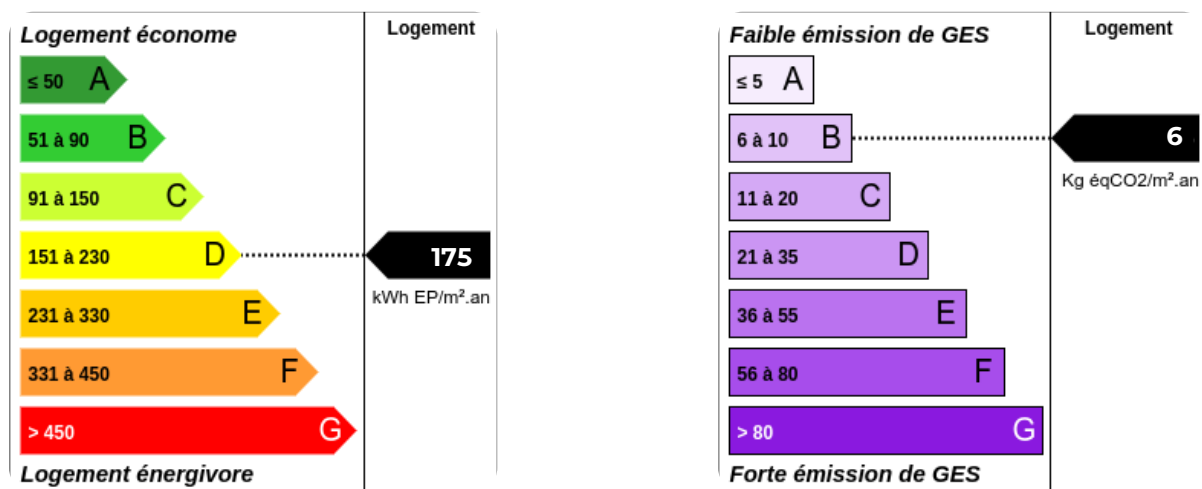 Logement économe
Logement
≤ 50 A
51 à 90 B
91 à 150 C
151 à 230 D
175
kWh EP/m².an
231 à 330 E
331 à 450 F
> 450 G
Logement énergivore
Faible émission de GES
Logement
≤ 5 A
6 à 10 B
6
Kg éqCO2/m².an
11 à 20 C
21 à 35 D
36 à 55 E
56 à 80 F
> 80 G
Forte émission de GES